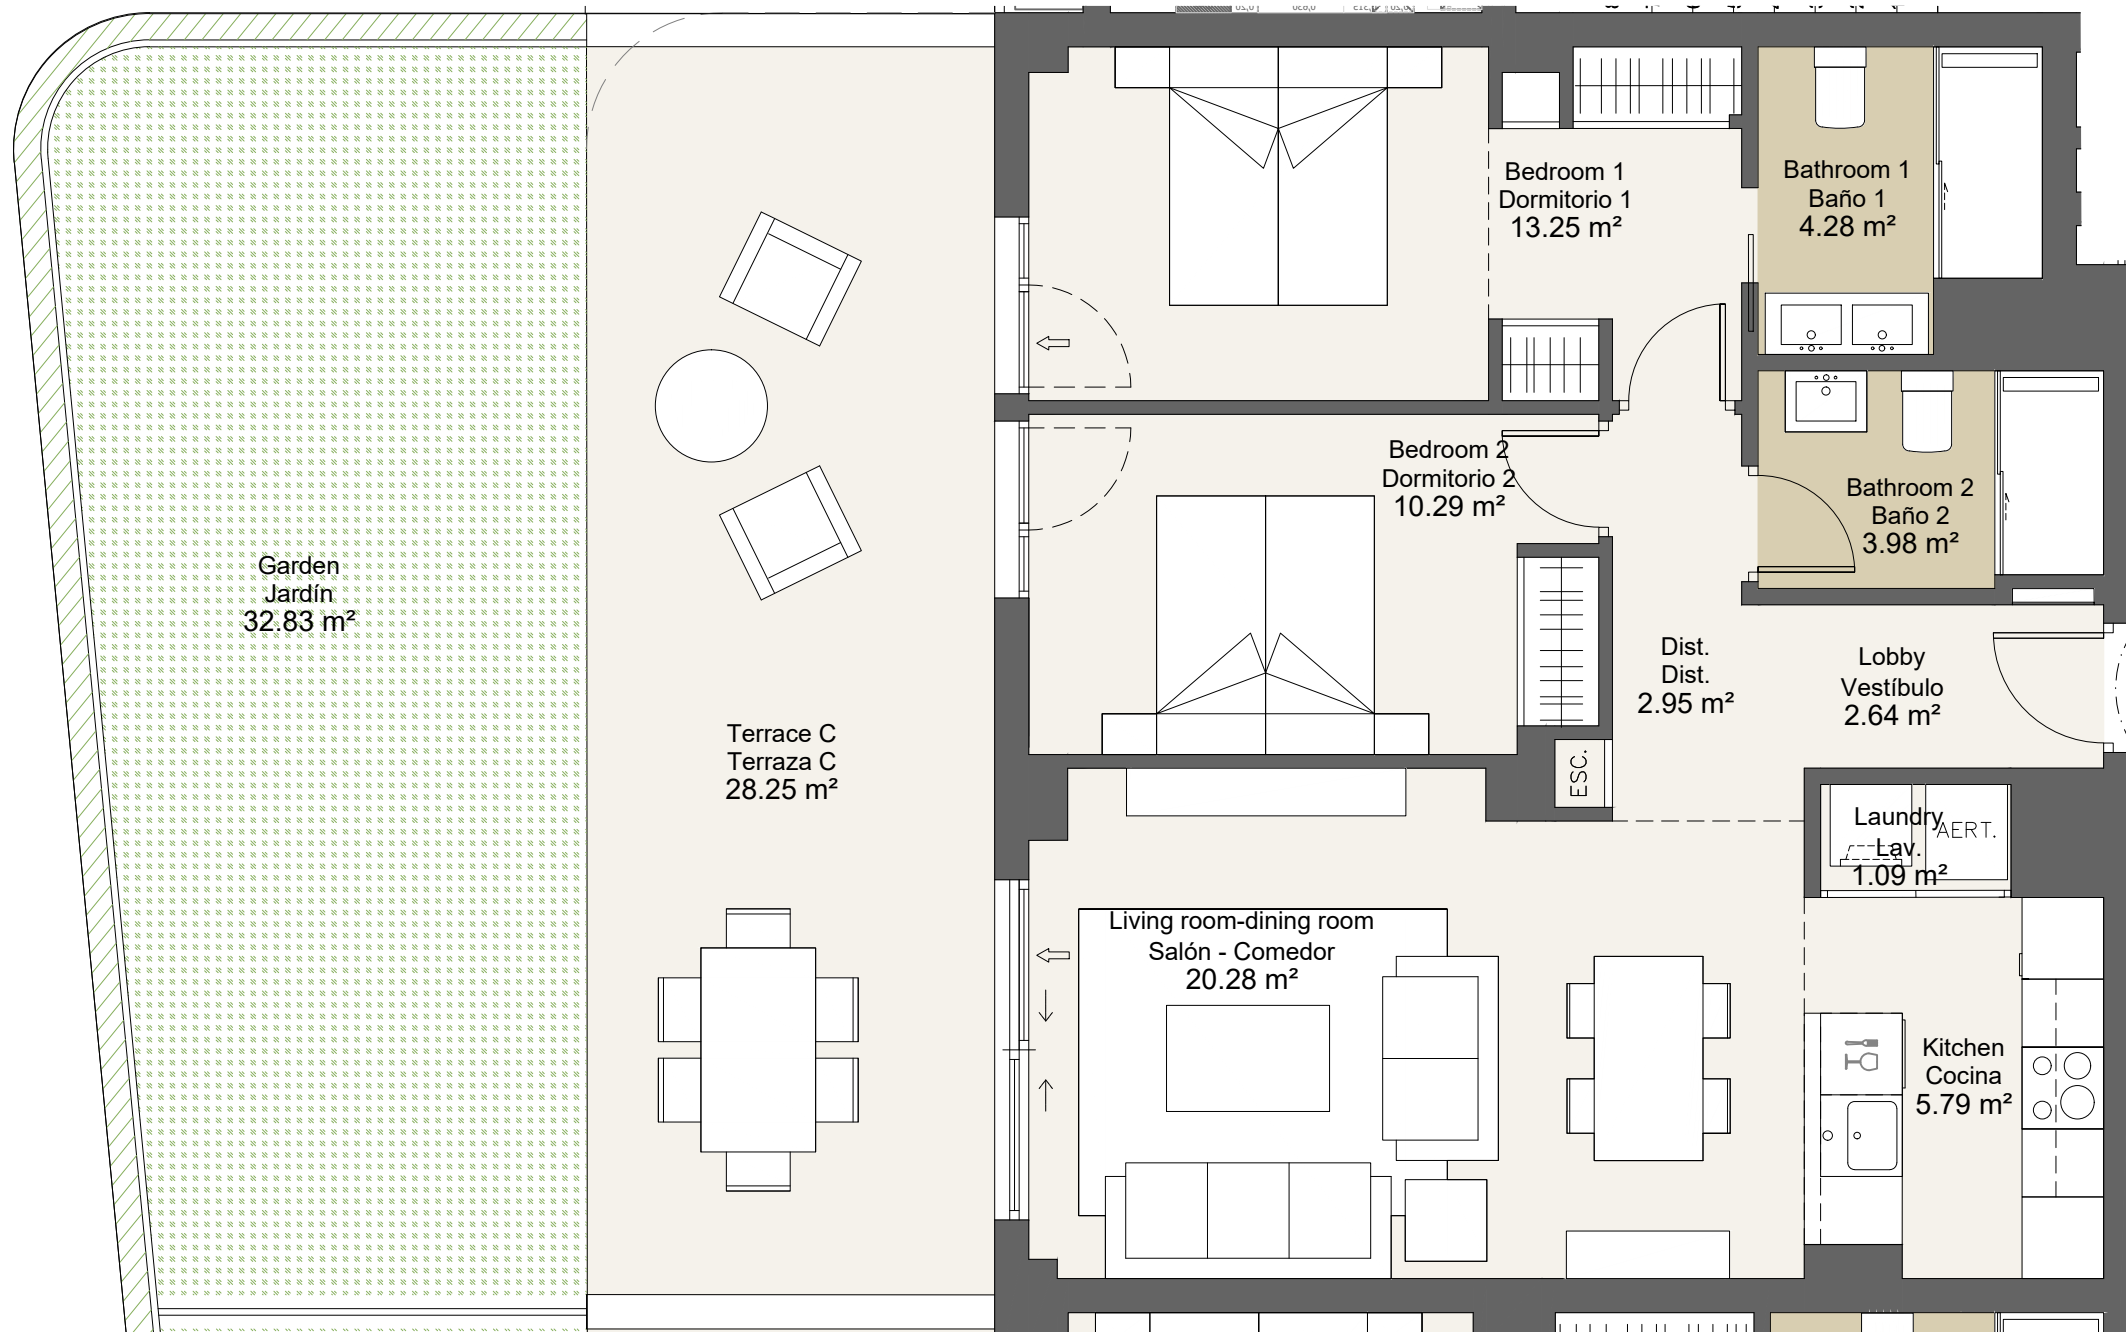 Bedroom 1
Dormitorio 1
13.25 m²
Bathroom 1
Baño 1
4.28 m²
Bedroom 2
Dormitorio 2
10.29 m²
Bathroom 2
Baño 2
3.98 m²
Garden
Jardín
32.83 m²
Terrace C
Terraza C
28.25 m²
Dist.
Dist.
2.95 m²
Lobby
Vestíbulo
2.64 m²
ESC.
Laundry
Lav.
1.09 m²
AERT.
Living room-dining room
Salón - Comedor
20.28 m²
Kitchen
Cocina
5.79 m²